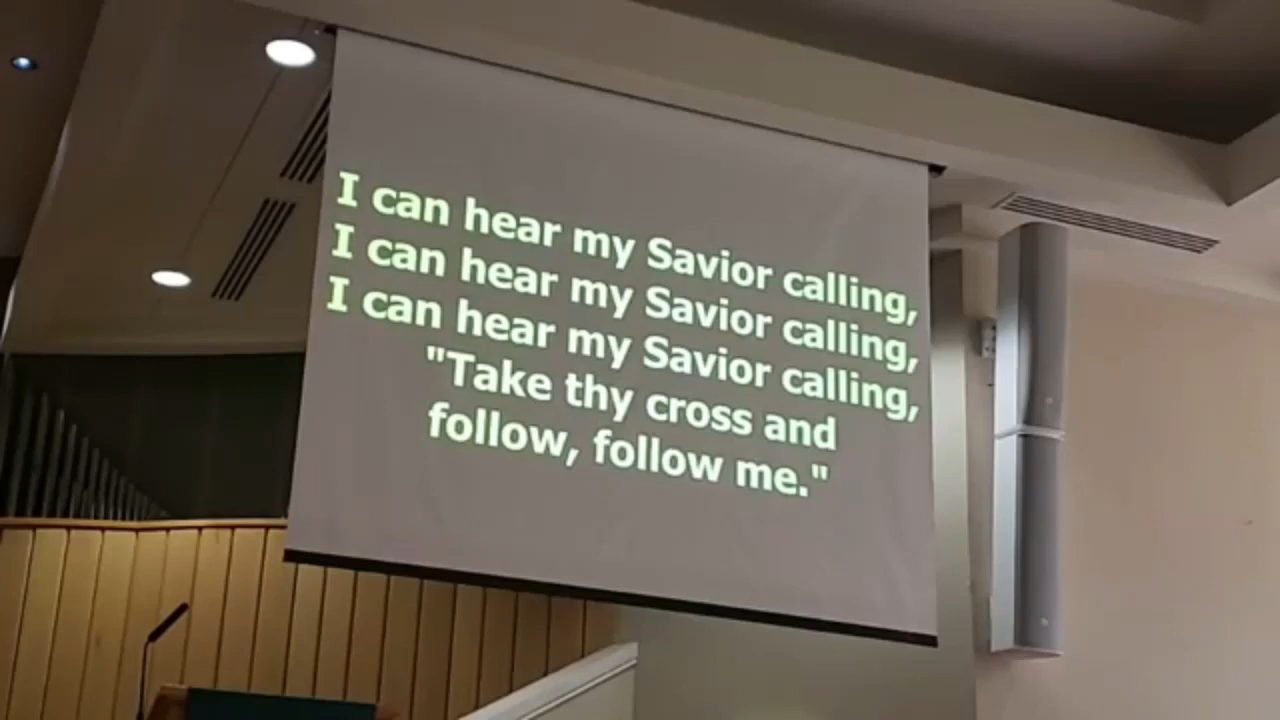 I can hear my Savior calling,
I can hear my Savior calling,
I can hear my Savior calling,
"Take thy cross and
follow, follow me."